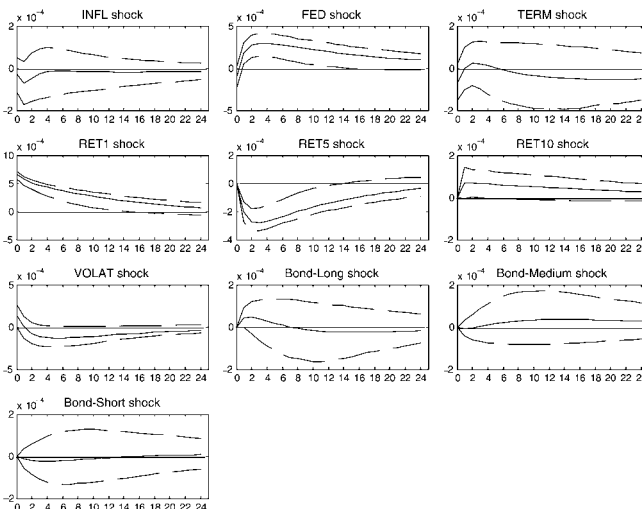 INFL shock
x 10⁻⁴
2
0
-2
0 2 4 6 8 10 12 14 16 18 20 22 24
FED shock
x 10⁻⁴
5
0
-5
0 2 4 6 8 10 12 14 16 18 20 22 24
TERM shock
x 10⁻⁴
2
0
-2
0 2 4 6 8 10 12 14 16 18 20 22 24
RET1 shock
x 10⁻⁴
10
5
0
-5
0 2 4 6 8 10 12 14 16 18 20 22 24
RET5 shock
x 10⁻⁴
2
0
-2
-4
0 2 4 6 8 10 12 14 16 18 20 22 24
RET10 shock
x 10⁻⁴
2
0
-2
0 2 4 6 8 10 12 14 16 18 20 22 24
VOLAT shock
x 10⁻⁴
5
0
-5
0 2 4 6 8 10 12 14 16 18 20 22 24
Bond-Long shock
x 10⁻⁴
2
0
-2
0 2 4 6 8 10 12 14 16 18 20 22 24
Bond-Medium shock
x 10⁻⁴
2
0
-2
0 2 4 6 8 10 12 14 16 18 20 22 24
Bond-Short shock
x 10⁻⁴
2
0
-2
0 2 4 6 8 10 12 14 16 18 20 22 24